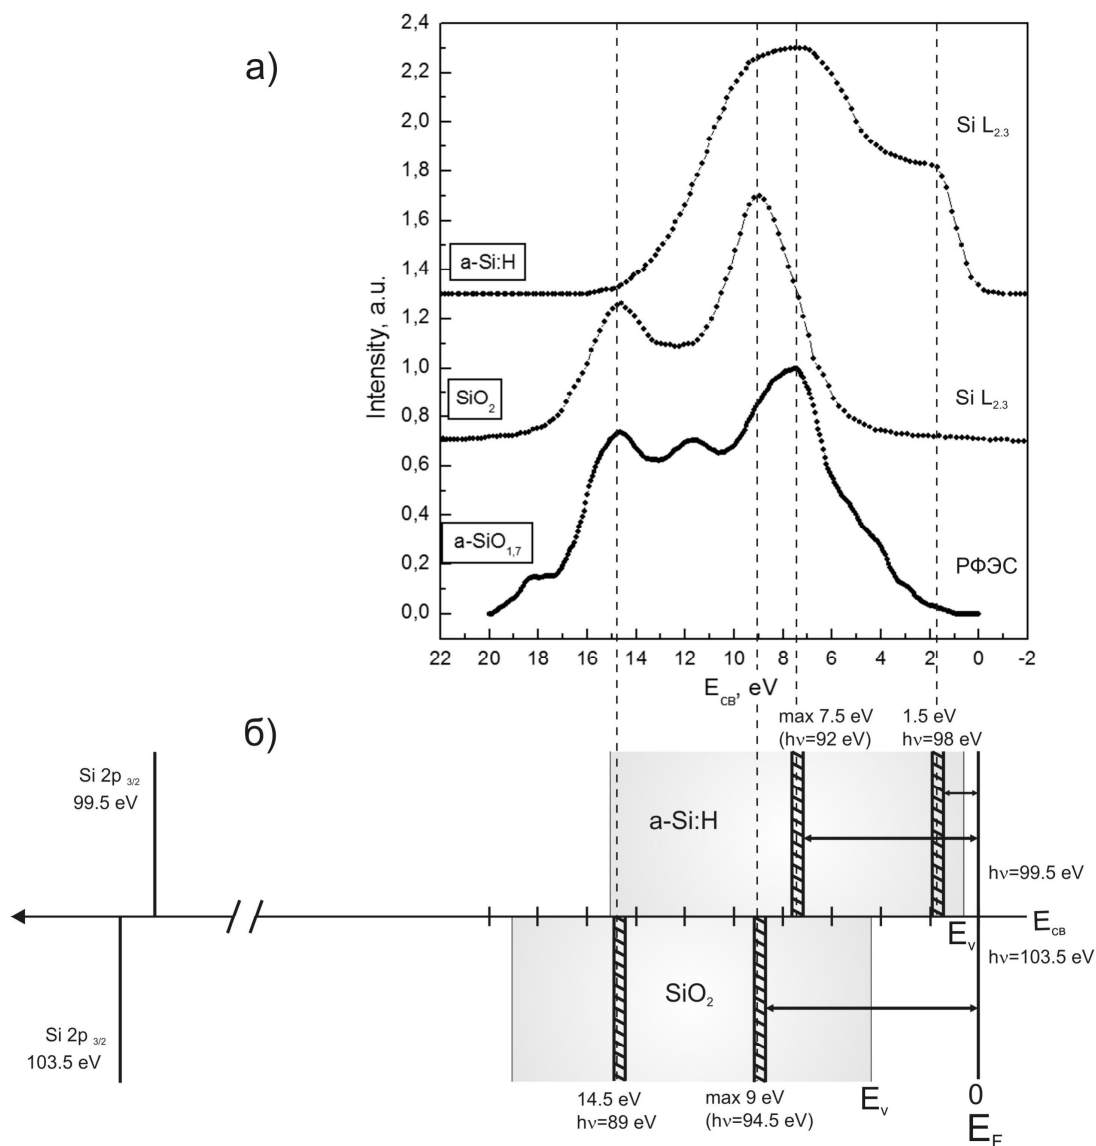 а)
2,4
2,2
2,0
1,8
1,6
1,4
1,2
1,0
0,8
0,6
0,4
0,2
0,0
Intensity, a.u.
Si L2.3
a-Si:H
SiO2
Si L2.3
a-SiO1,7
РФЭС
22 20 18 16 14 12 10 8 6 4 2 0 -2
Eсв, eV
б)
max 7.5 eV
(hν=92 eV)
1.5 eV
hν=98 eV
Si 2p 3/2
99.5 eV
a-Si:H
hν=99.5 eV
Eсв
Ev
hν=103.5 eV
SiO2
Si 2p 3/2
103.5 eV
14.5 eV
hν=89 eV
max 9 eV
(hν=94.5 eV)
Ev
0
EF